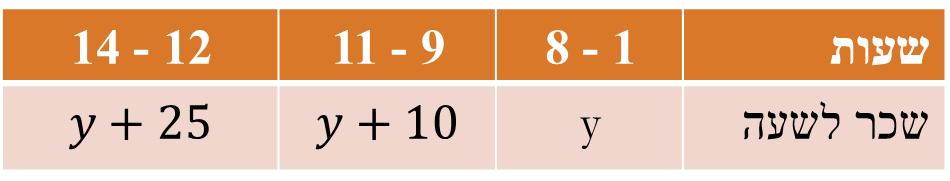 שעות 1 - 8 9 - 11 12 - 14
שכר לשעה y y + 10 y + 25